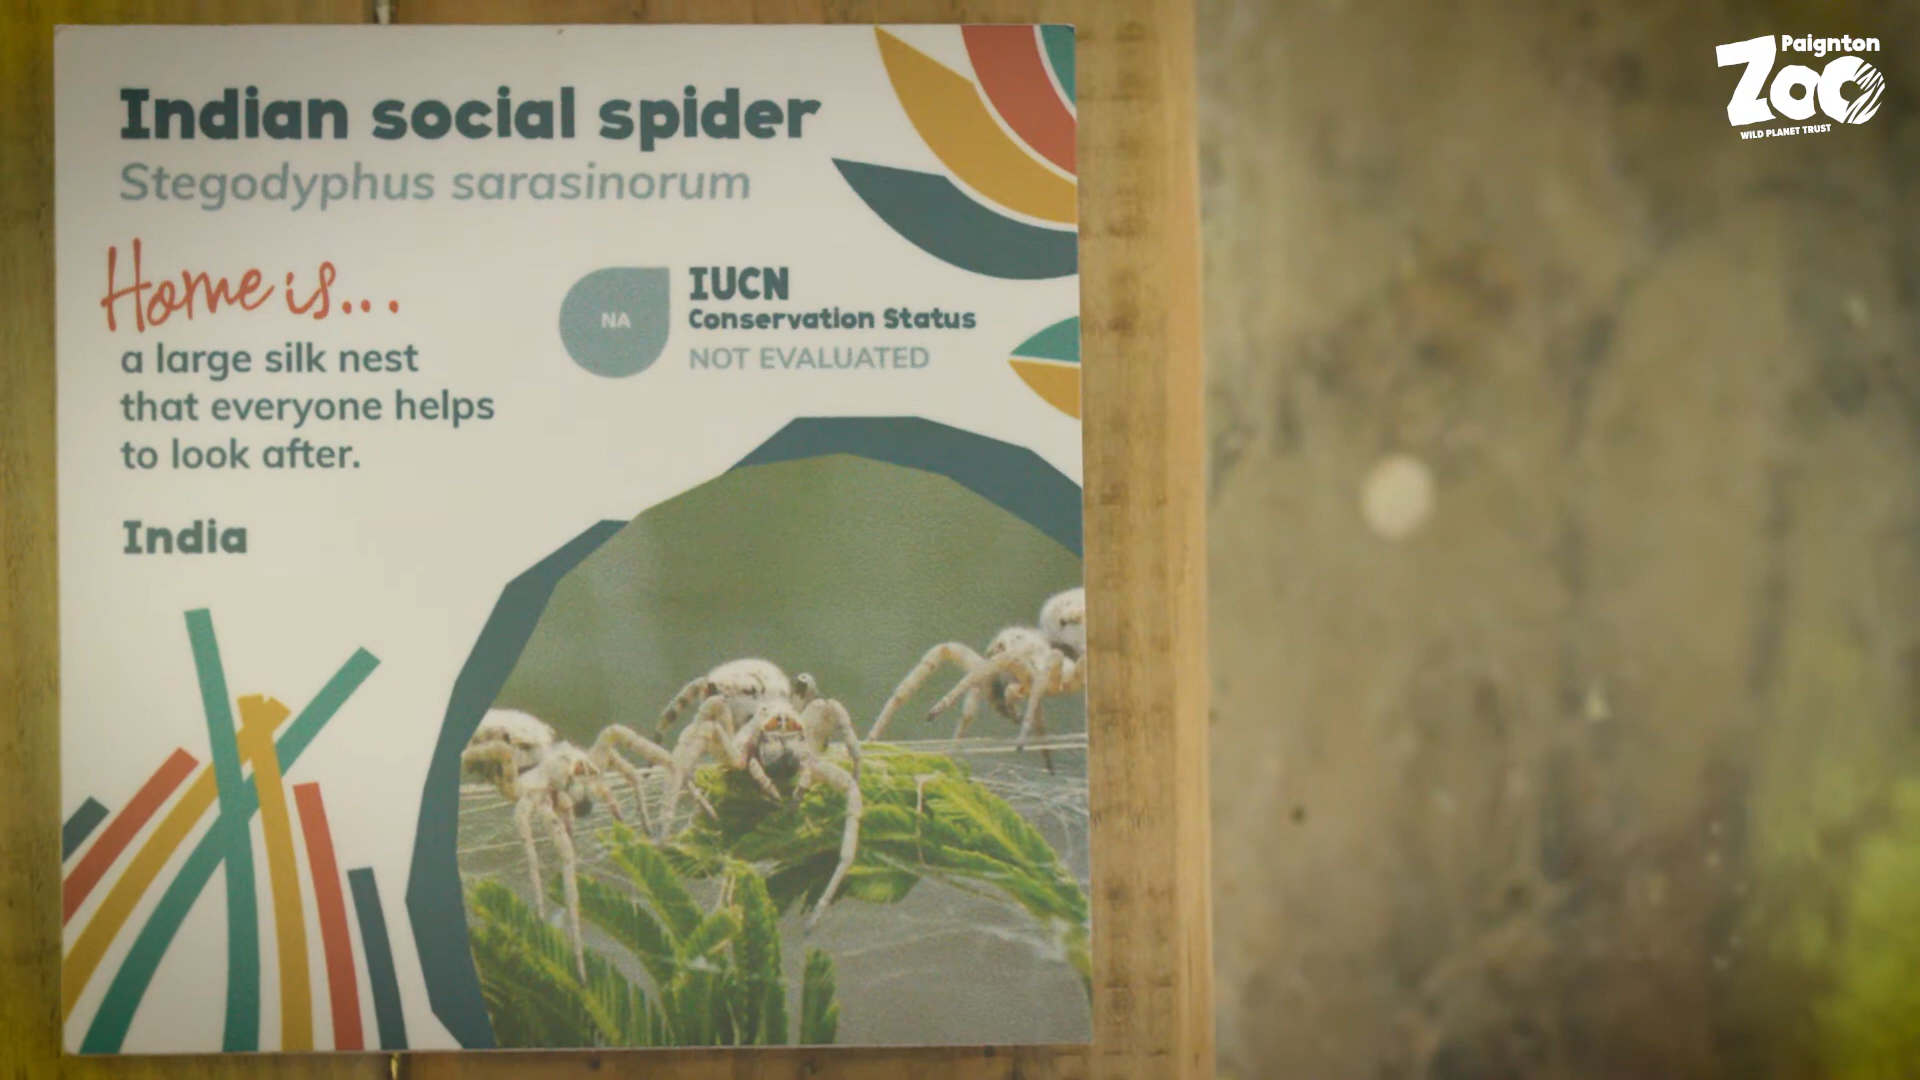 Indian social spider
Stegodyphus sarasinorum
Home is...
a large silk nest
that everyone helps
to look after.
India
NA
IUCN
Conservation Status
NOT EVALUATED
Paignton
Zoo
WILD PLANET TRUST